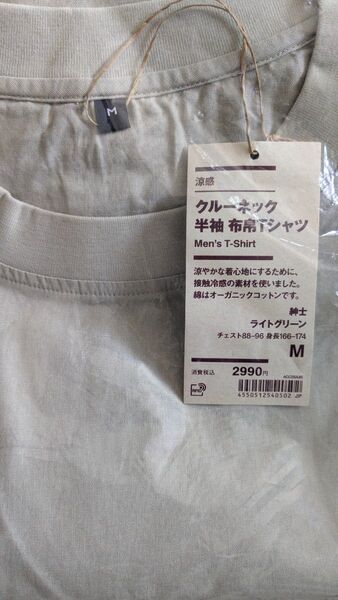 M
涼感
クルーネック
半袖 布帛Tシャツ
Men's T-Shirt
涼やかな着心地にするために、
接触冷感の素材を使いました。
綿はオーガニックコットンです。
紳士
ライトグリーン
チェスト88-96 身長166-174
M
消費税込 2990円
4550512540502 JP